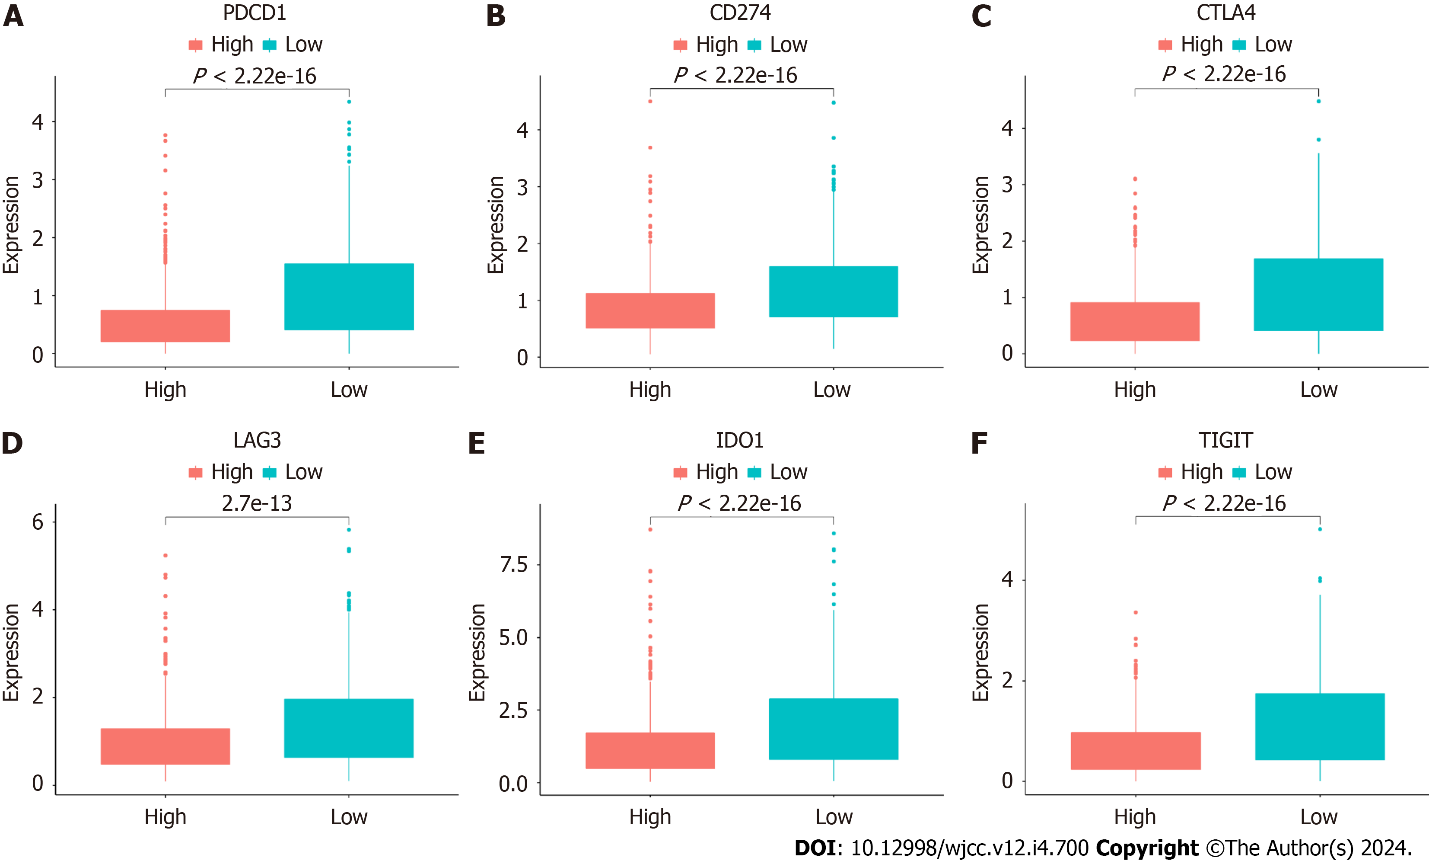 A
PDCD1
High Low
P < 2.22e-16
4
3
2
1
0
Expression
High Low
B
CD274
High Low
P < 2.22e-16
4
3
2
1
0
Expression
High Low
C
CTLA4
High Low
P < 2.22e-16
4
3
2
1
0
Expression
High Low
D
LAG3
High Low
2.7e-13
6
4
2
0
Expression
High Low
E
IDO1
High Low
P < 2.22e-16
7.5
5.0
2.5
0.0
Expression
High Low
F
TIGIT
High Low
P < 2.22e-16
4
2
0
Expression
High Low
DOI: 10.12998/wjcc.v12.i4.700 Copyright ©The Author(s) 2024.